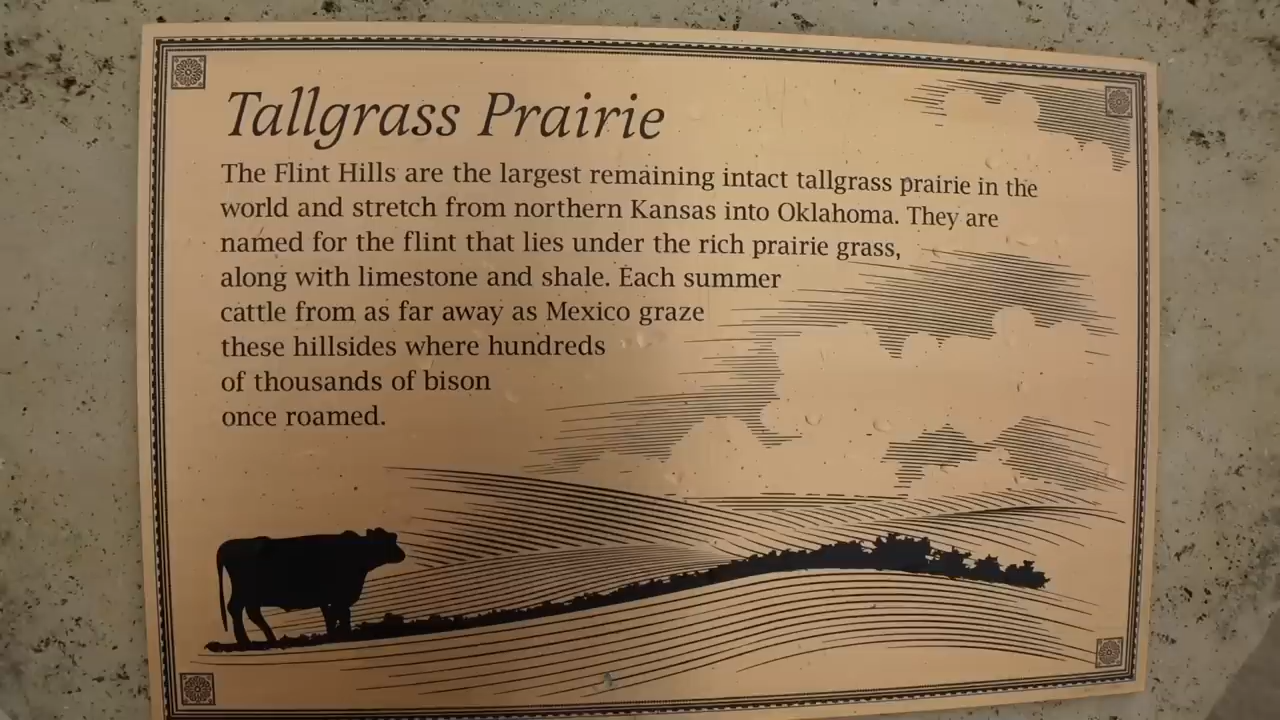 Tallgrass Prairie
The Flint Hills are the largest remaining intact tallgrass prairie in the
world and stretch from northern Kansas into Oklahoma. They are
named for the flint that lies under the rich prairie grass,
along with limestone and shale. Each summer
cattle from as far away as Mexico graze
these hillsides where hundreds
of thousands of bison
once roamed.